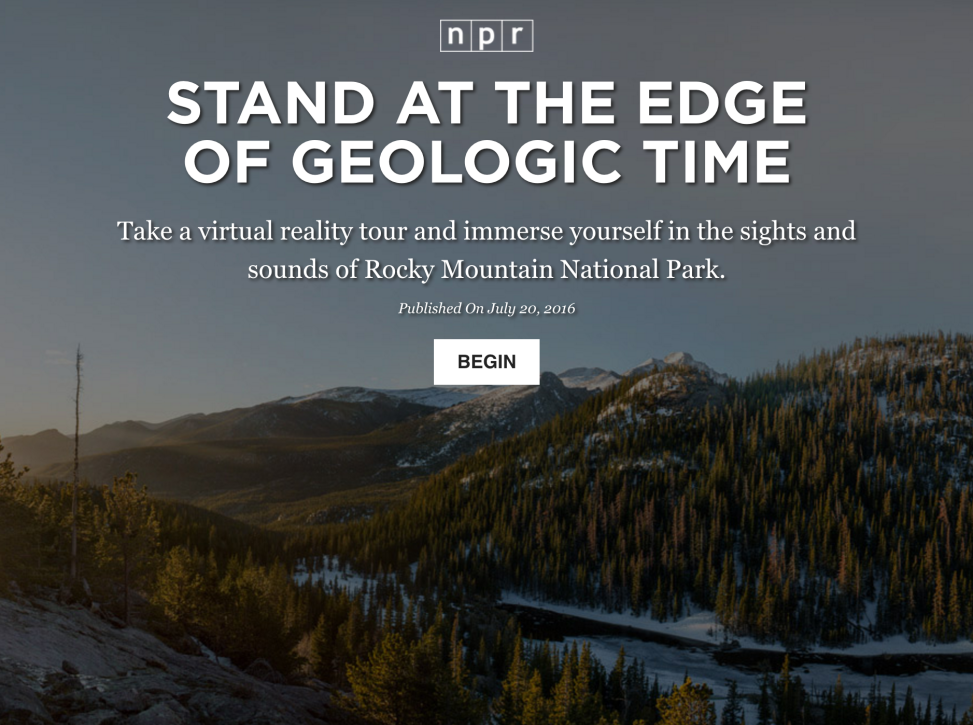 npr
STAND AT THE EDGE
OF GEOLOGIC TIME
Take a virtual reality tour and immerse yourself in the sights and
sounds of Rocky Mountain National Park.
Published On July 20, 2016
BEGIN